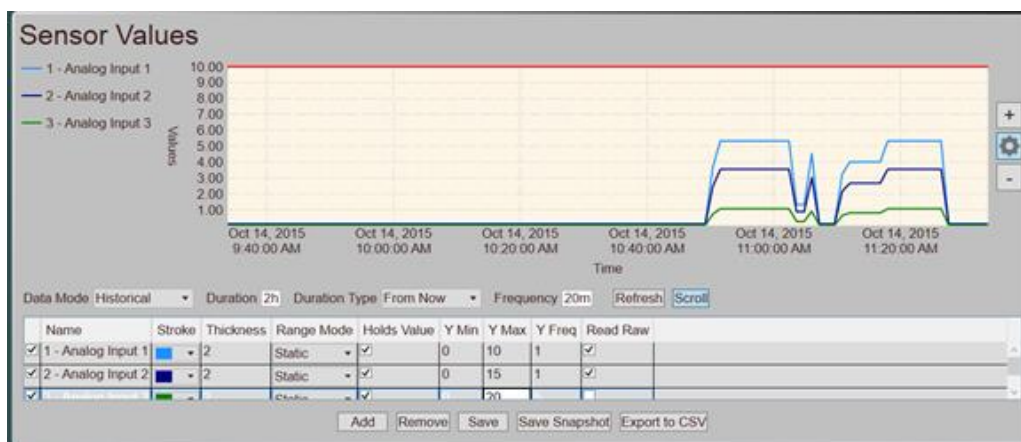 Sensor Values
1 - Analog Input 1
2 - Analog Input 2
3 - Analog Input 3
Values
10.00
9.00
8.00
7.00
6.00
5.00
4.00
3.00
2.00
1.00
+
-
Oct 14, 2015 Oct 14, 2015 Oct 14, 2015 Oct 14, 2015 Oct 14, 2015 Oct 14, 2015
9:40:00 AM 10:00:00 AM 10:20:00 AM 10:40:00 AM 11:00:00 AM 11:20:00 AM
Time
Data Mode Historical Duration 2h Duration Type From Now Frequency 20m Refresh Scroll
Name Stroke Thickness Range Mode Holds Value Y Min Y Max Y Freq Read Raw
1 - Analog Input 1 2 Static 0 10 1
2 - Analog Input 2 2 Static 0 15 1
20
Add Remove Save Save Snapshot Export to CSV